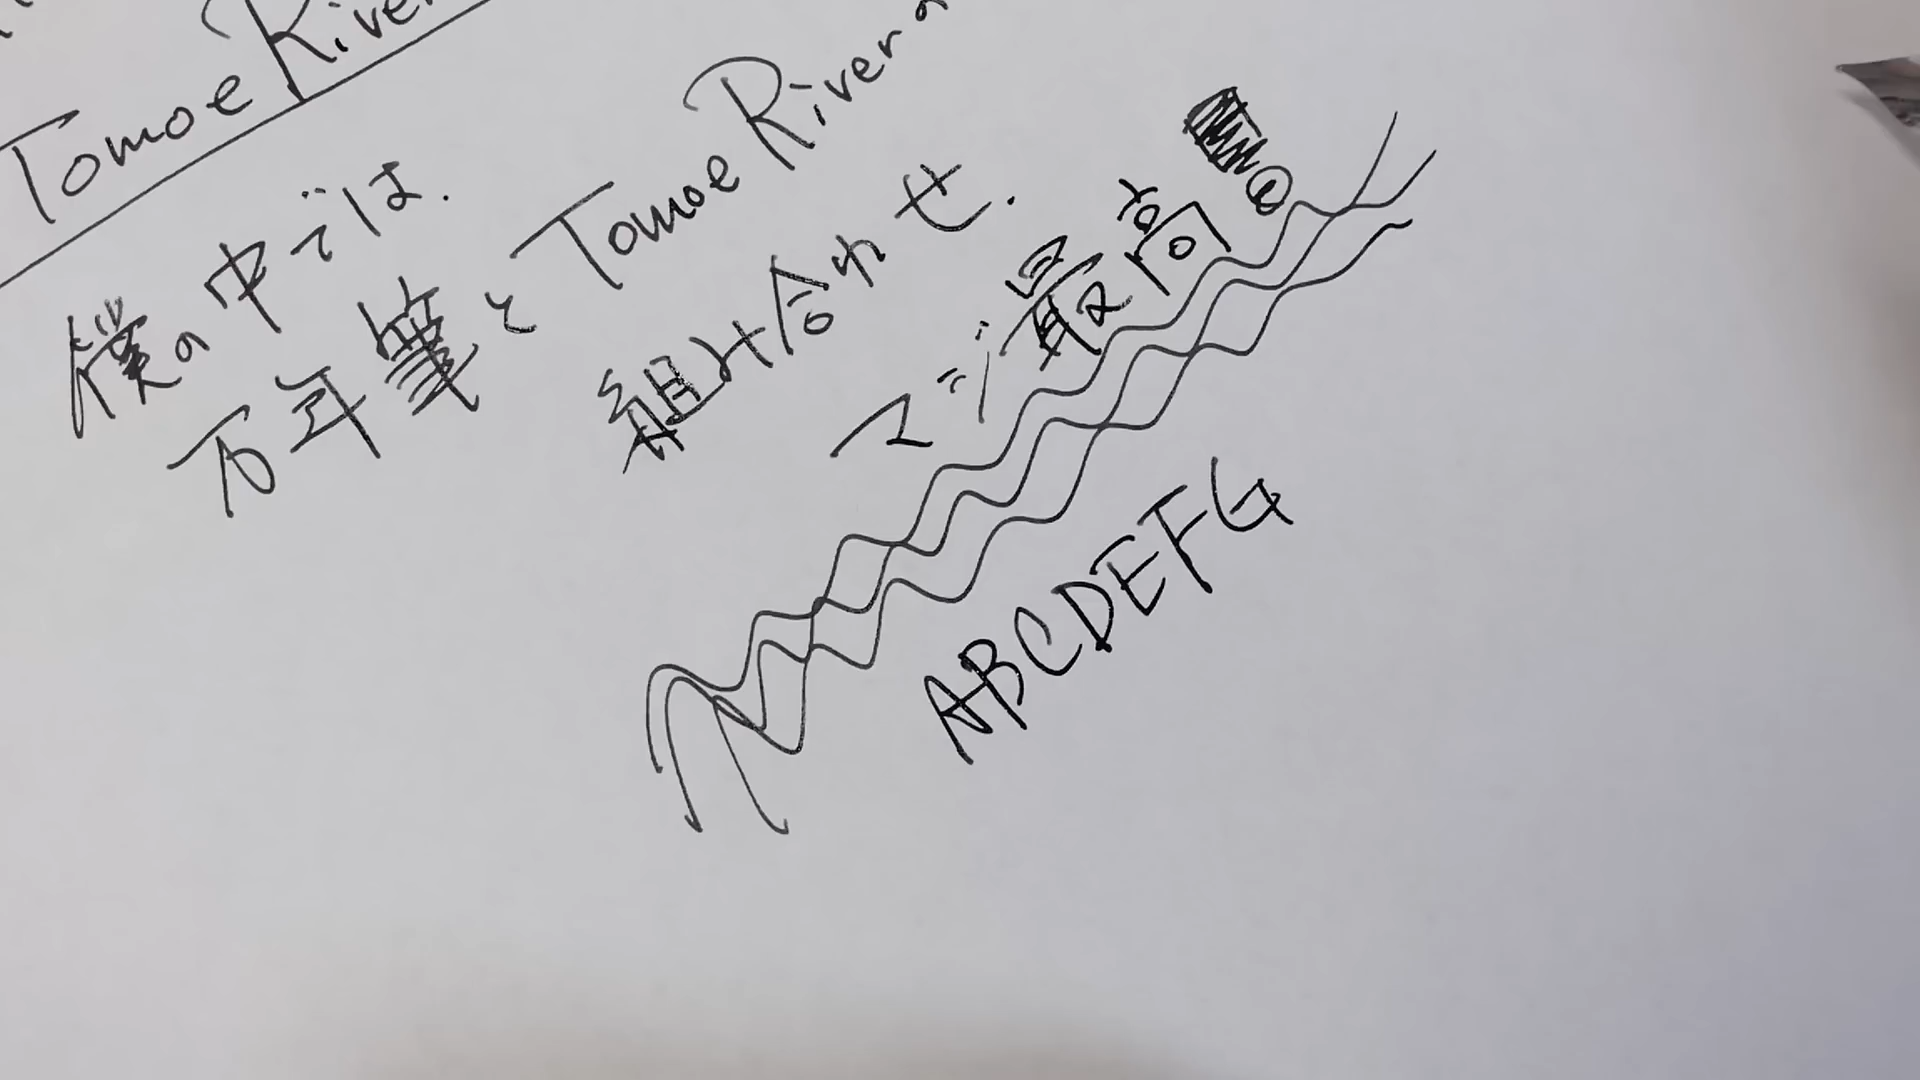 Tomoe River
僕の中では.
万年筆とTomoe Riverの
組み合わせ.
マジ最高
ABCDEFG